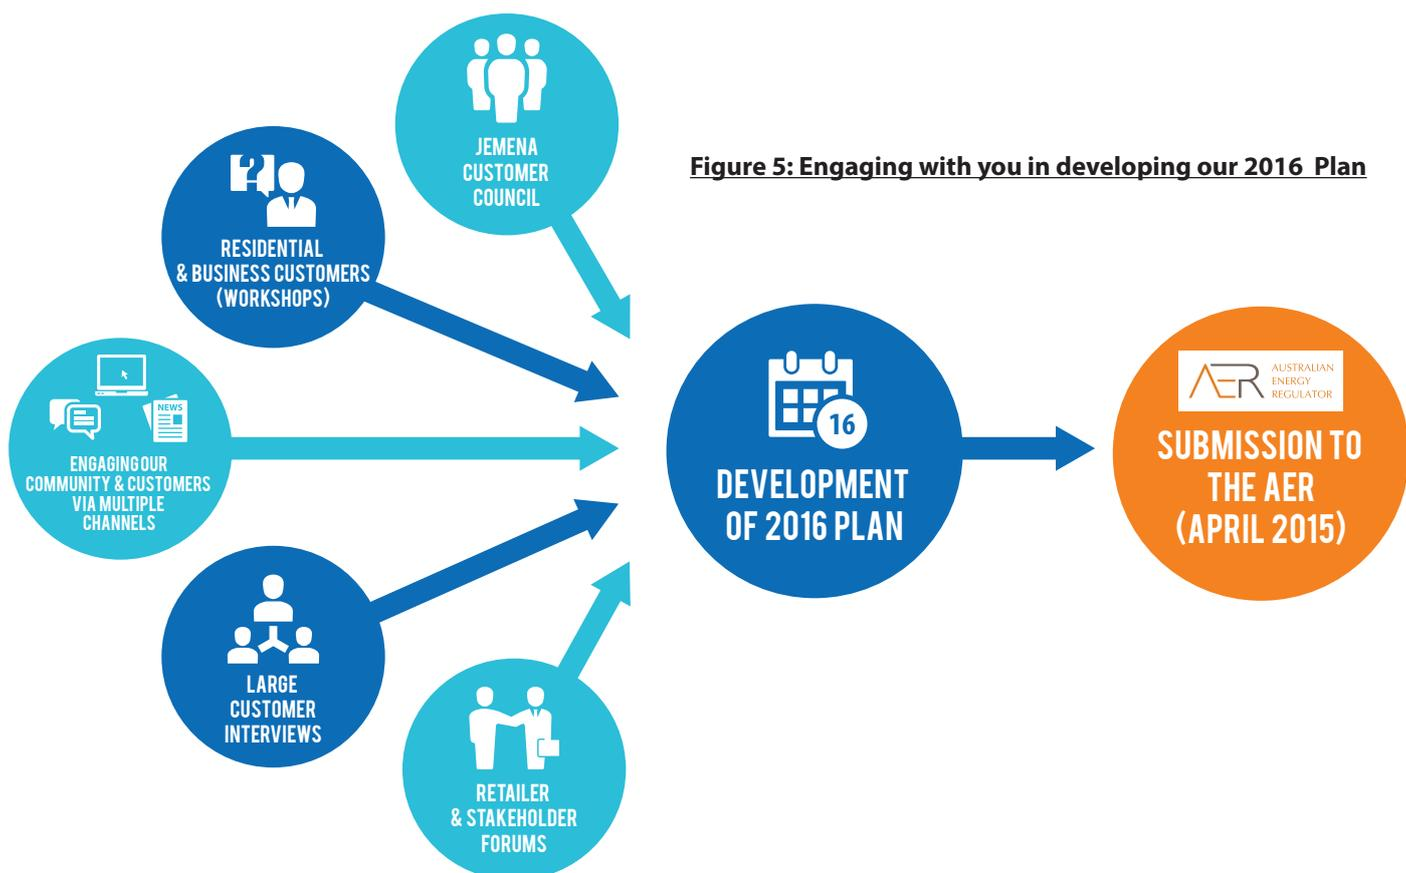 JEMENA
CUSTOMER
COUNCIL
Figure 5: Engaging with you in developing our 2016 Plan
?
RESIDENTIAL
& BUSINESS CUSTOMERS
(WORKSHOPS)
NEWS
ENGAGING OUR
COMMUNITY & CUSTOMERS
VIA MULTIPLE
CHANNELS
LARGE
CUSTOMER
INTERVIEWS
RETAILER
& STAKEHOLDER
FORUMS
16
DEVELOPMENT
OF 2016 PLAN
AER
AUSTRALIAN
ENERGY
REGULATOR
SUBMISSION TO
THE AER
(APRIL 2015)